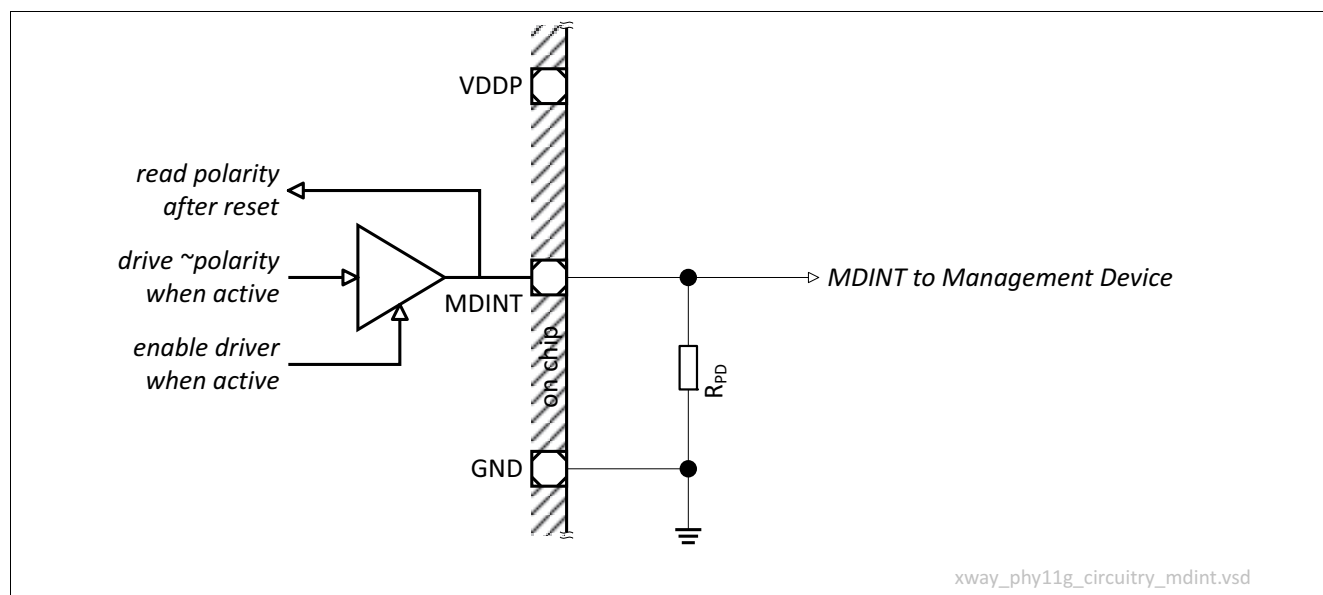 VDDP
read polarity
after reset
drive ~polarity
when active
MDINT
MDINT to Management Device
enable driver
when active
on chip
R_PD
GND
xway_phy11g_circuitry_mdint.vsd